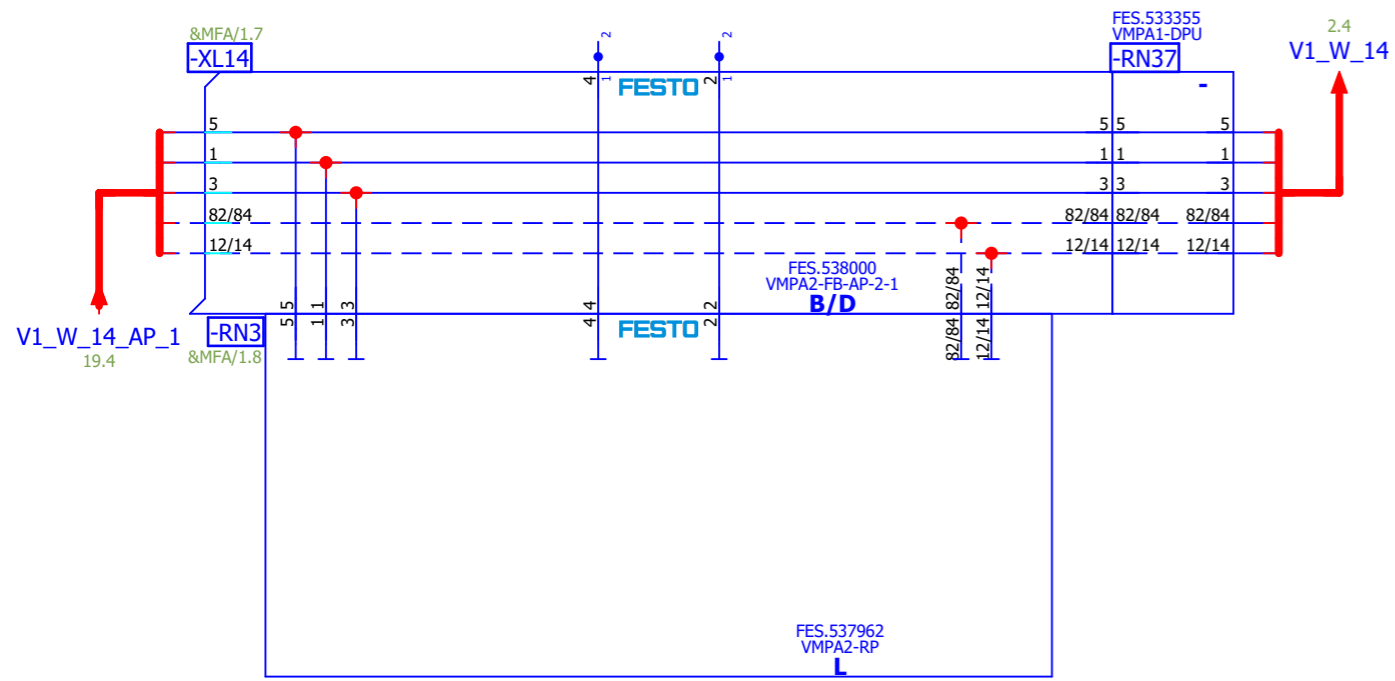 &MFA/1.7
-XL14
2
2
FES.533355
VMPA1-DPU
-RN37
2.4
V1_W_14
4
1
FESTO
2
1
-
5
5
5
5
1
1
1
1
3
3
3
3
82/84
82/84
82/84
82/84
12/14
12/14
12/14
12/14
FES.538000
VMPA2-FB-AP-2-1
B/D
5
1
3
4
2
82/84
12/14
V1_W_14_AP_1
19.4
-RN3
&MFA/1.8
5
1
3
4
FESTO
2
82/84
12/14
FES.537962
VMPA2-RP
L